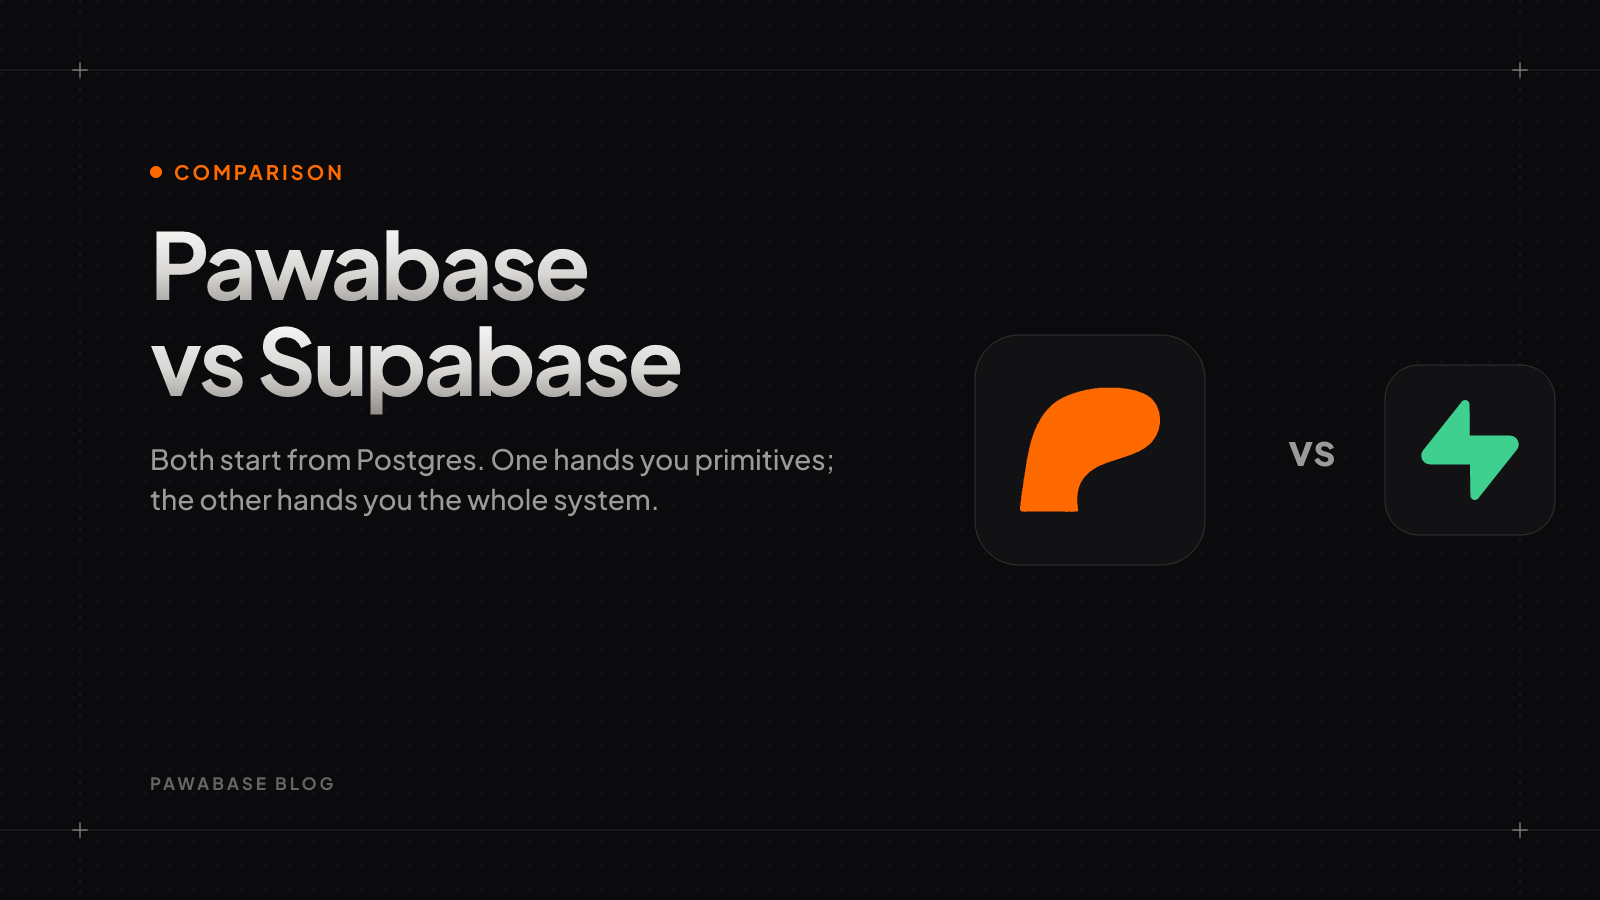 COMPARISON
Pawabase
vs Supabase
Both start from Postgres. One hands you primitives;
the other hands you the whole system.
vs
PAWABASE BLOG